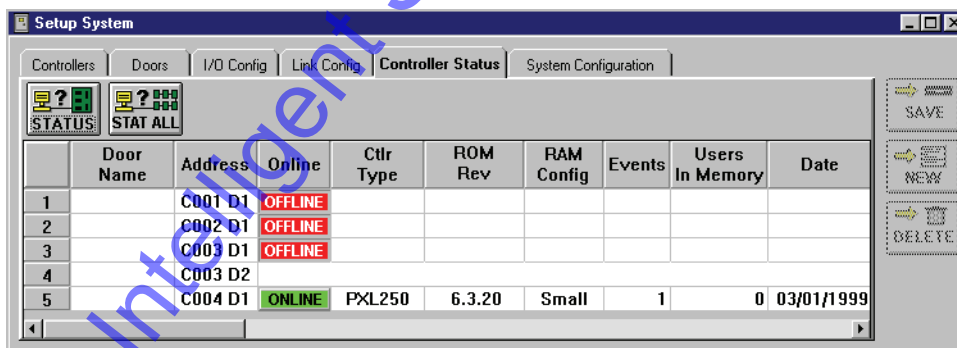 Setup System
Controllers Doors I/O Config Link Config Controller Status System Configuration
STATUS STAT ALL
SAVE
NEW
DELETE
Door Name Address Online Ctlr Type ROM Rev RAM Config Events Users In Memory Date
1 C001 D1 OFFLINE
2 C002 D1 OFFLINE
3 C003 D1 OFFLINE
4 C003 D2
5 C004 D1 ONLINE PXL250 6.3.20 Small 1 0 03/01/1999
Intelligent